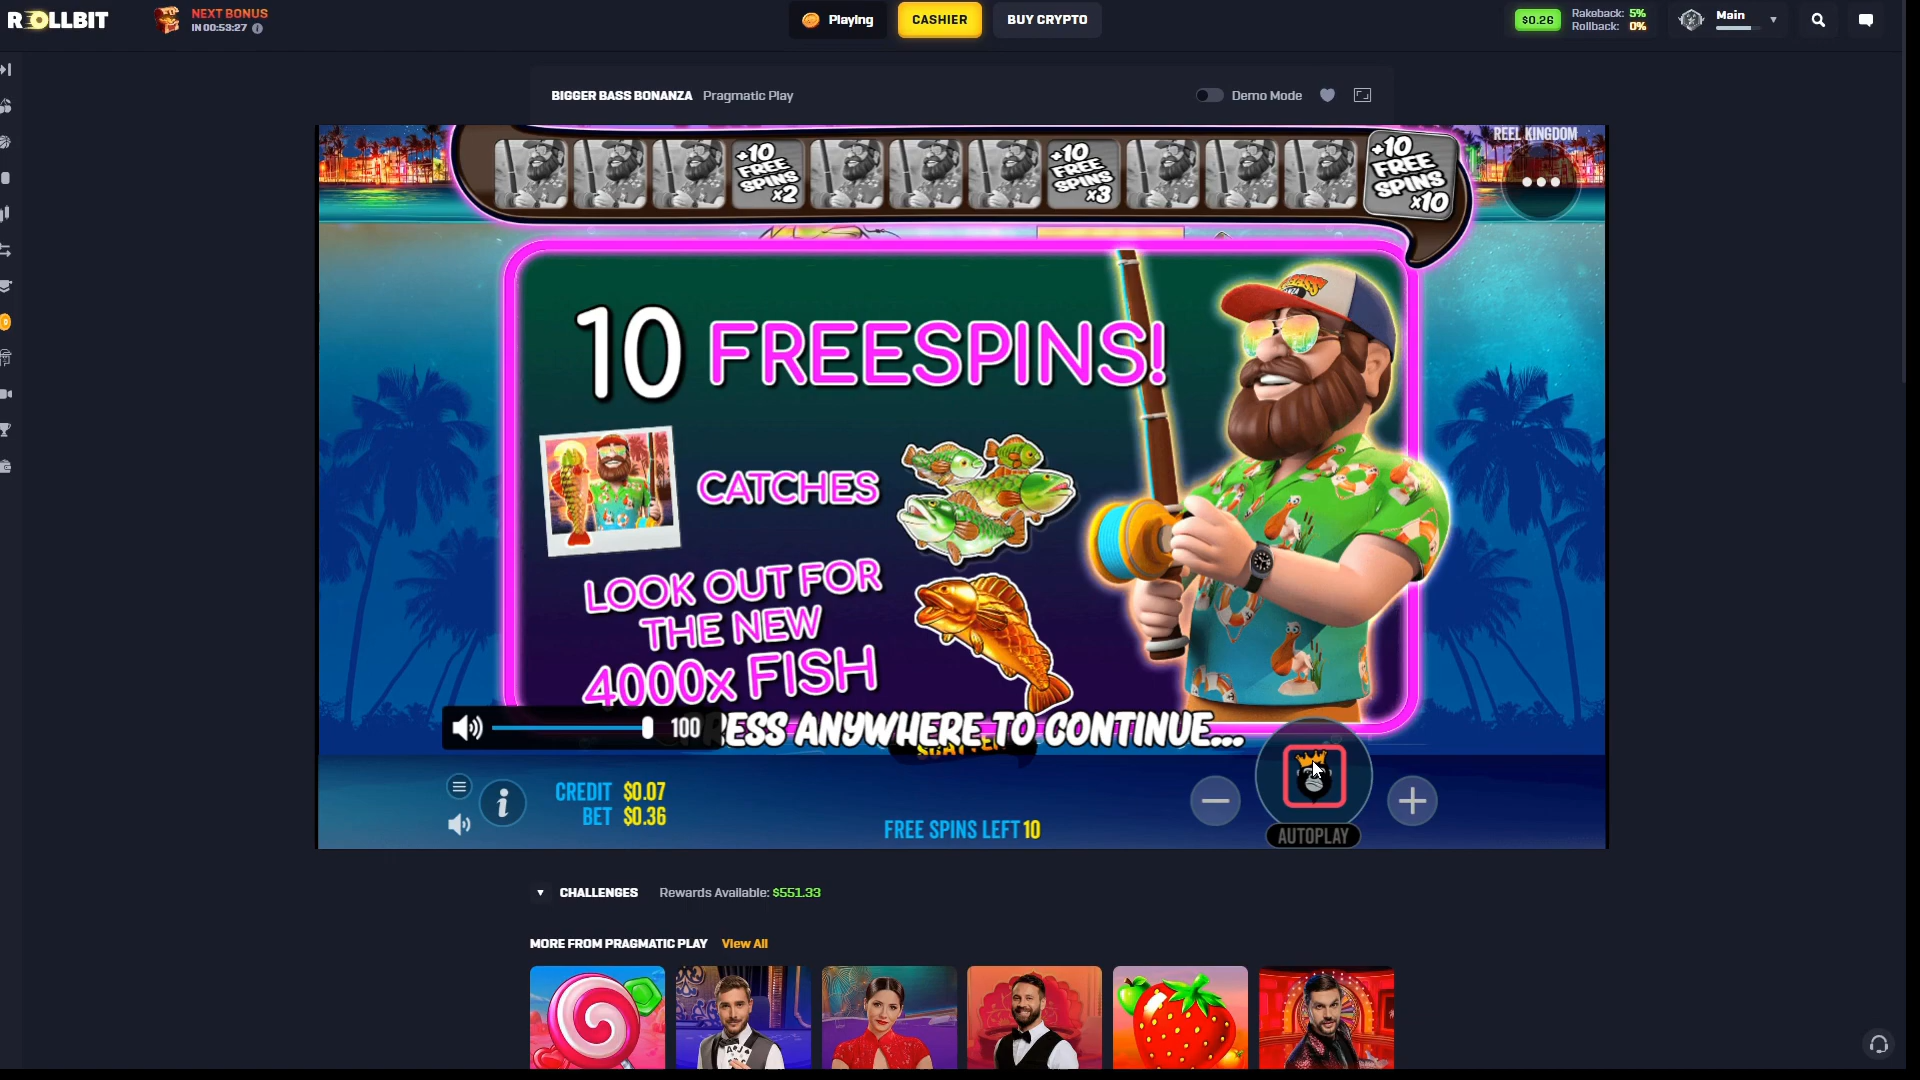 ROLLBIT
NEXT BONUS
IN 00:53:27
Playing
CASHIER
BUY CRYPTO
$0.26
Rakeback: 5%
Rollback: 0%
Main
BIGGER BASS BONANZA Pragmatic Play
Demo Mode
REEL KINGDOM
+10 FREE SPINS x2
+10 FREE SPINS x3
+10 FREE SPINS x10
10 FREESPINS!
CATCHES
LOOK OUT FOR
THE NEW
4000x FISH
100
RESS ANYWHERE TO CONTINUE...
CREDIT $0.07
BET $0.36
FREE SPINS LEFT 10
AUTOPLAY
CHALLENGES Rewards Available: $551.33
MORE FROM PRAGMATIC PLAY View All